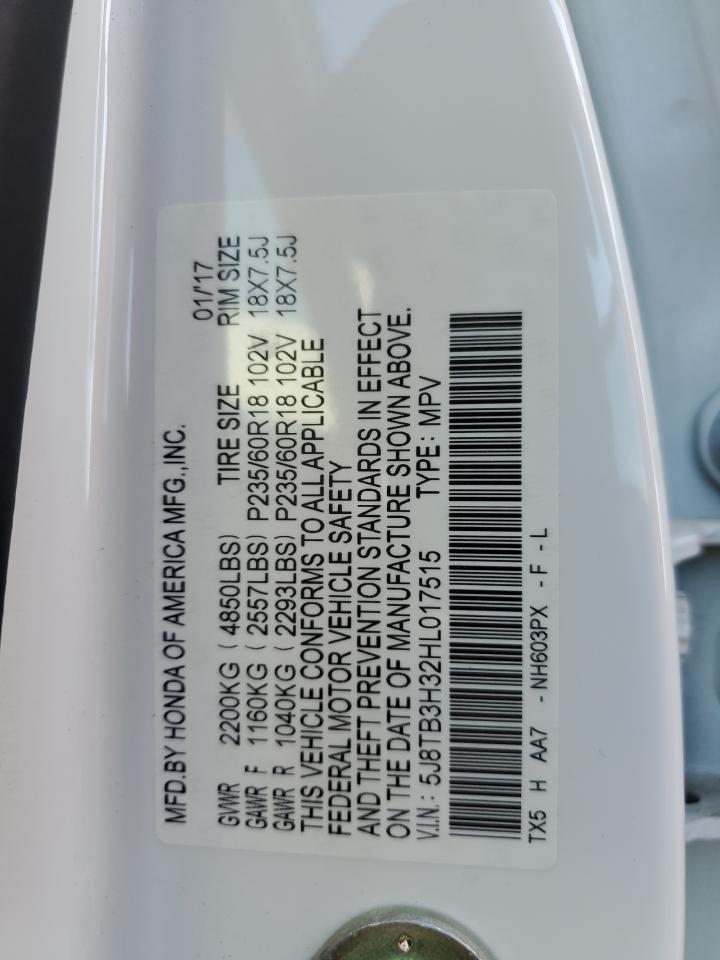 MFD.BY HONDA OF AMERICA MFG.,INC. 01/'17
GVWR 2200KG ( 4850LBS) TIRE SIZE RIM SIZE
GAWR F 1160KG ( 2557LBS) P235/60R18 102V 18X7.5J
GAWR R 1040KG ( 2293LBS) P235/60R18 102V 18X7.5J
THIS VEHICLE CONFORMS TO ALL APPLICABLE
FEDERAL MOTOR VEHICLE SAFETY
AND THEFT PREVENTION STANDARDS IN EFFECT
ON THE DATE OF MANUFACTURE SHOWN ABOVE.
V.I.N.: 5J8TB3H32HL017515 TYPE: MPV
TX5 H AA7 - NH603PX - F - L